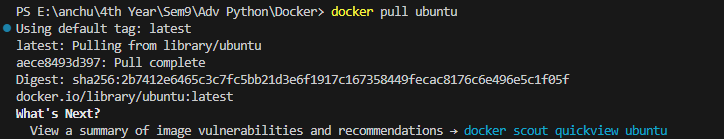 PS E:\anchu\4th Year\Sem9\Adv Python\Docker> docker pull ubuntu
Using default tag: latest
latest: Pulling from library/ubuntu
aece8493d397: Pull complete
Digest: sha256:2b7412e6465c3c7fc5bb21d3e6f1917c167358449fecac8176c6e496e5c1f05f
docker.io/library/ubuntu:latest
What's Next?
  View a summary of image vulnerabilities and recommendations → docker scout quickview ubuntu